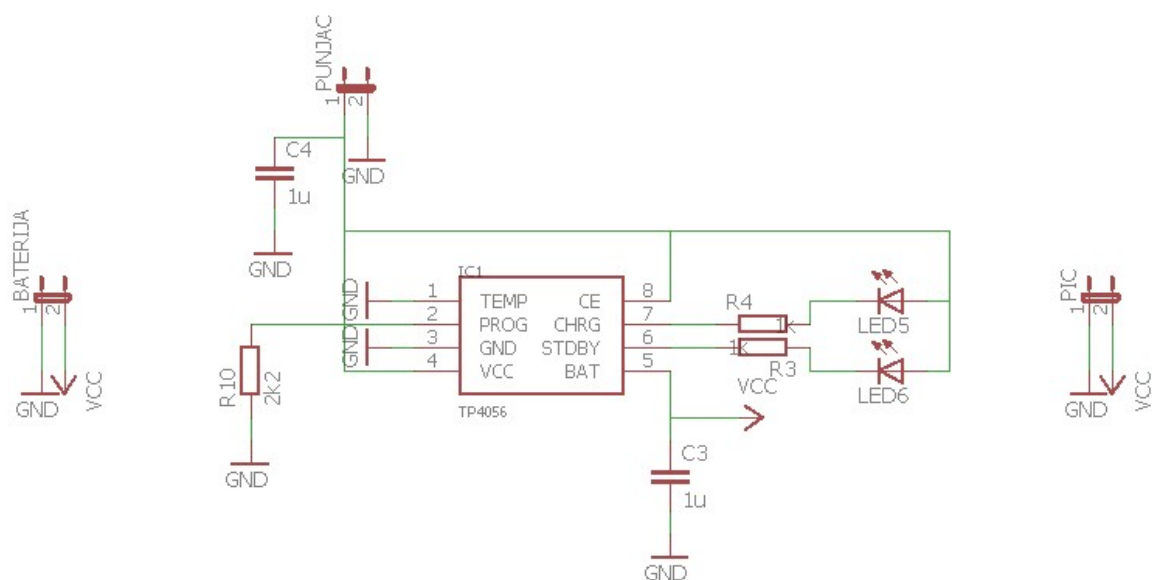 PUNJAC
1
2
C4
1u
GND
GND
BATERIJA
1
2
GND
VCC
IC1
GND
GND
1
2
3
4
TEMP
PROG
GND
VCC
CE
CHRG
STDBY
BAT
8
7
6
5
TP4056
R10
2k2
GND
R4
1k
1k
R3
LED5
LED6
VCC
C3
1u
GND
PIC
1
2
GND
VCC